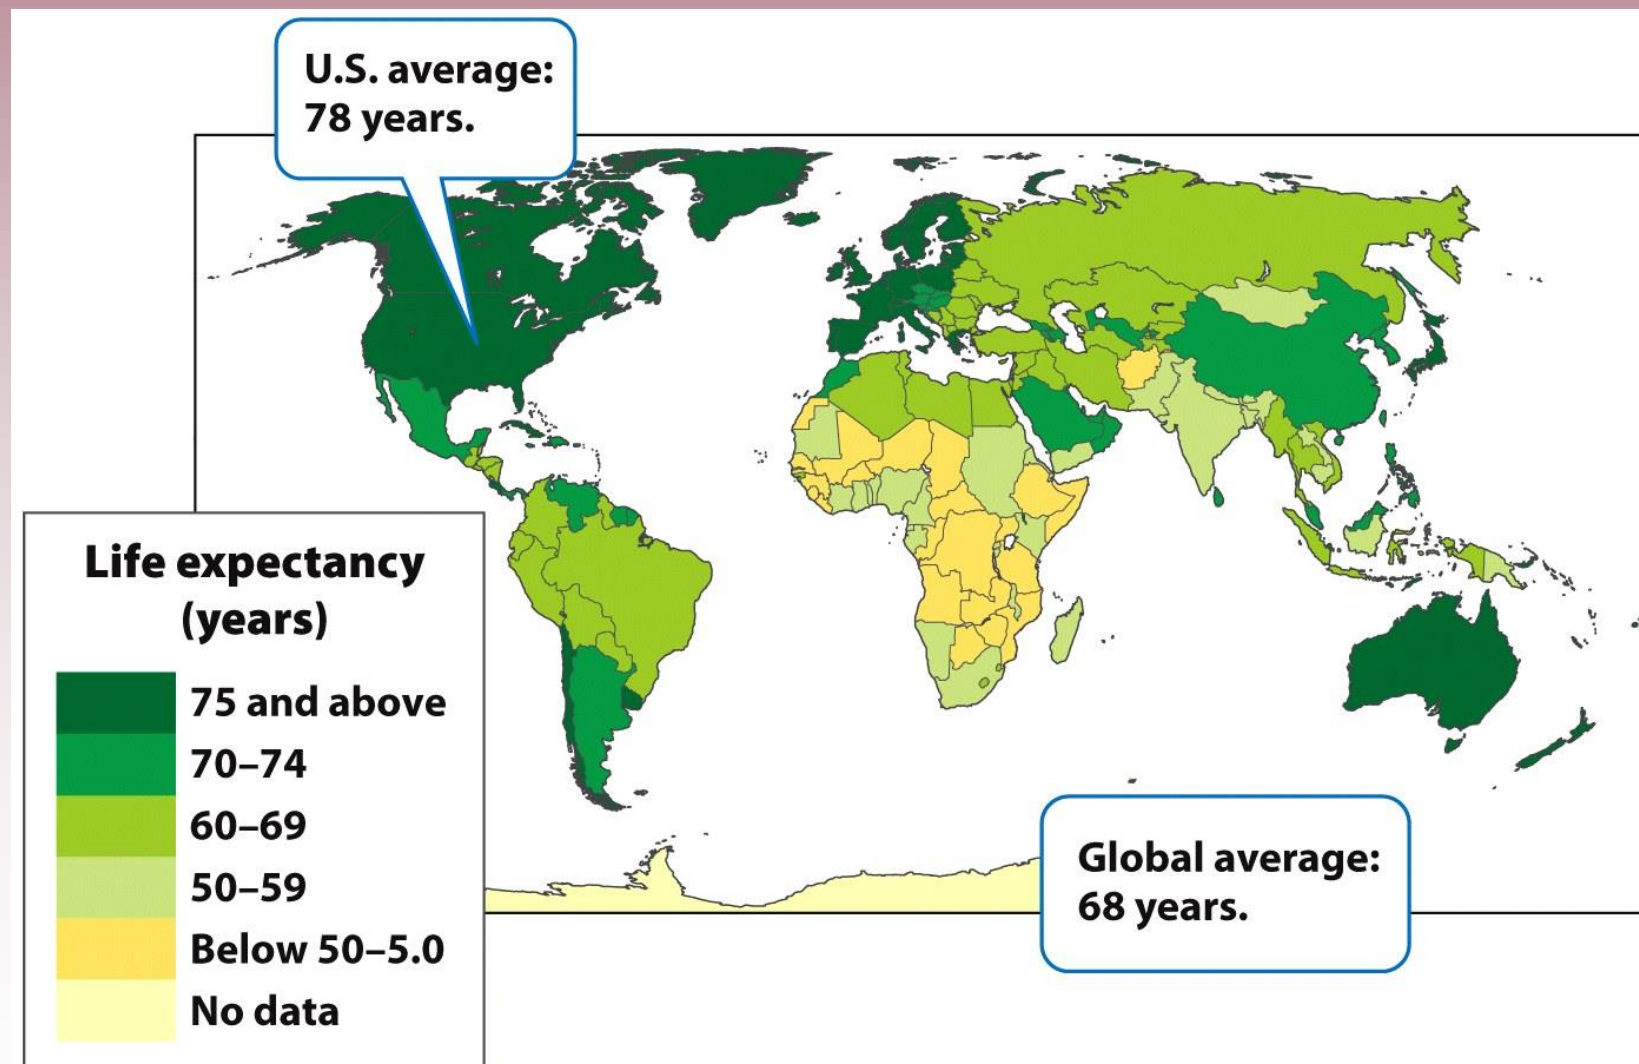 U.S. average:
78 years.
Life expectancy
(years)
75 and above
70–74
60–69
50–59
Below 50–5.0
No data
Global average:
68 years.